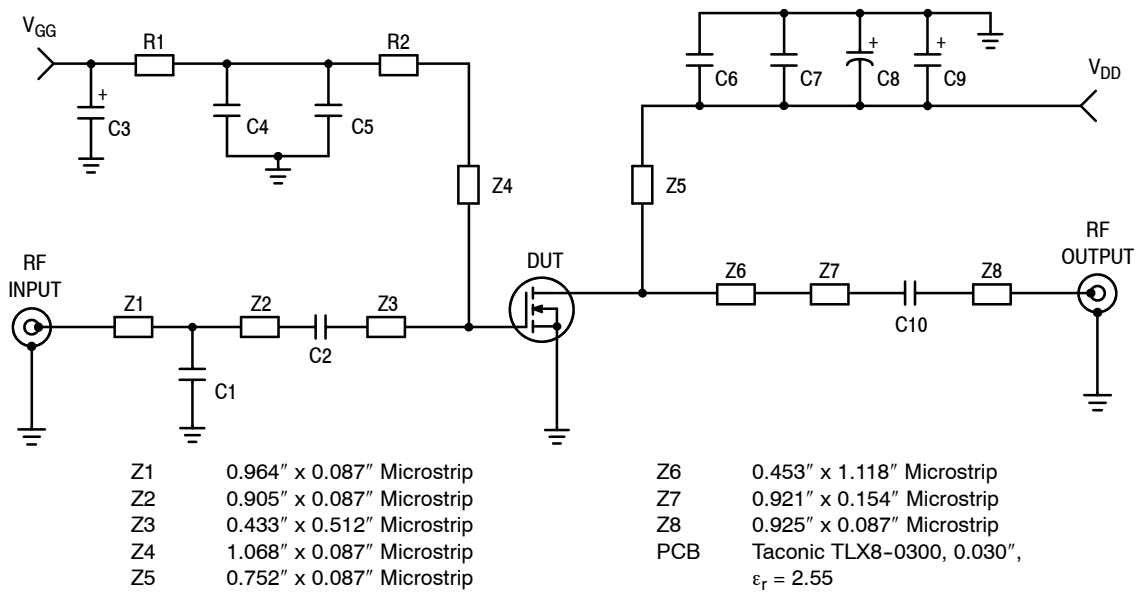 VGG
R1
R2
+
C3
C4
C5
Z4
C6
C7
+
C8
+
C9
VDD
Z5
RF
INPUT
Z1
Z2
Z3
C1
C2
DUT
Z6
Z7
Z8
C10
RF
OUTPUT
Z1 0.964″ x 0.087″ Microstrip
Z2 0.905″ x 0.087″ Microstrip
Z3 0.433″ x 0.512″ Microstrip
Z4 1.068″ x 0.087″ Microstrip
Z5 0.752″ x 0.087″ Microstrip
Z6 0.453″ x 1.118″ Microstrip
Z7 0.921″ x 0.154″ Microstrip
Z8 0.925″ x 0.087″ Microstrip
PCB Taconic TLX8-0300, 0.030″,
εr = 2.55